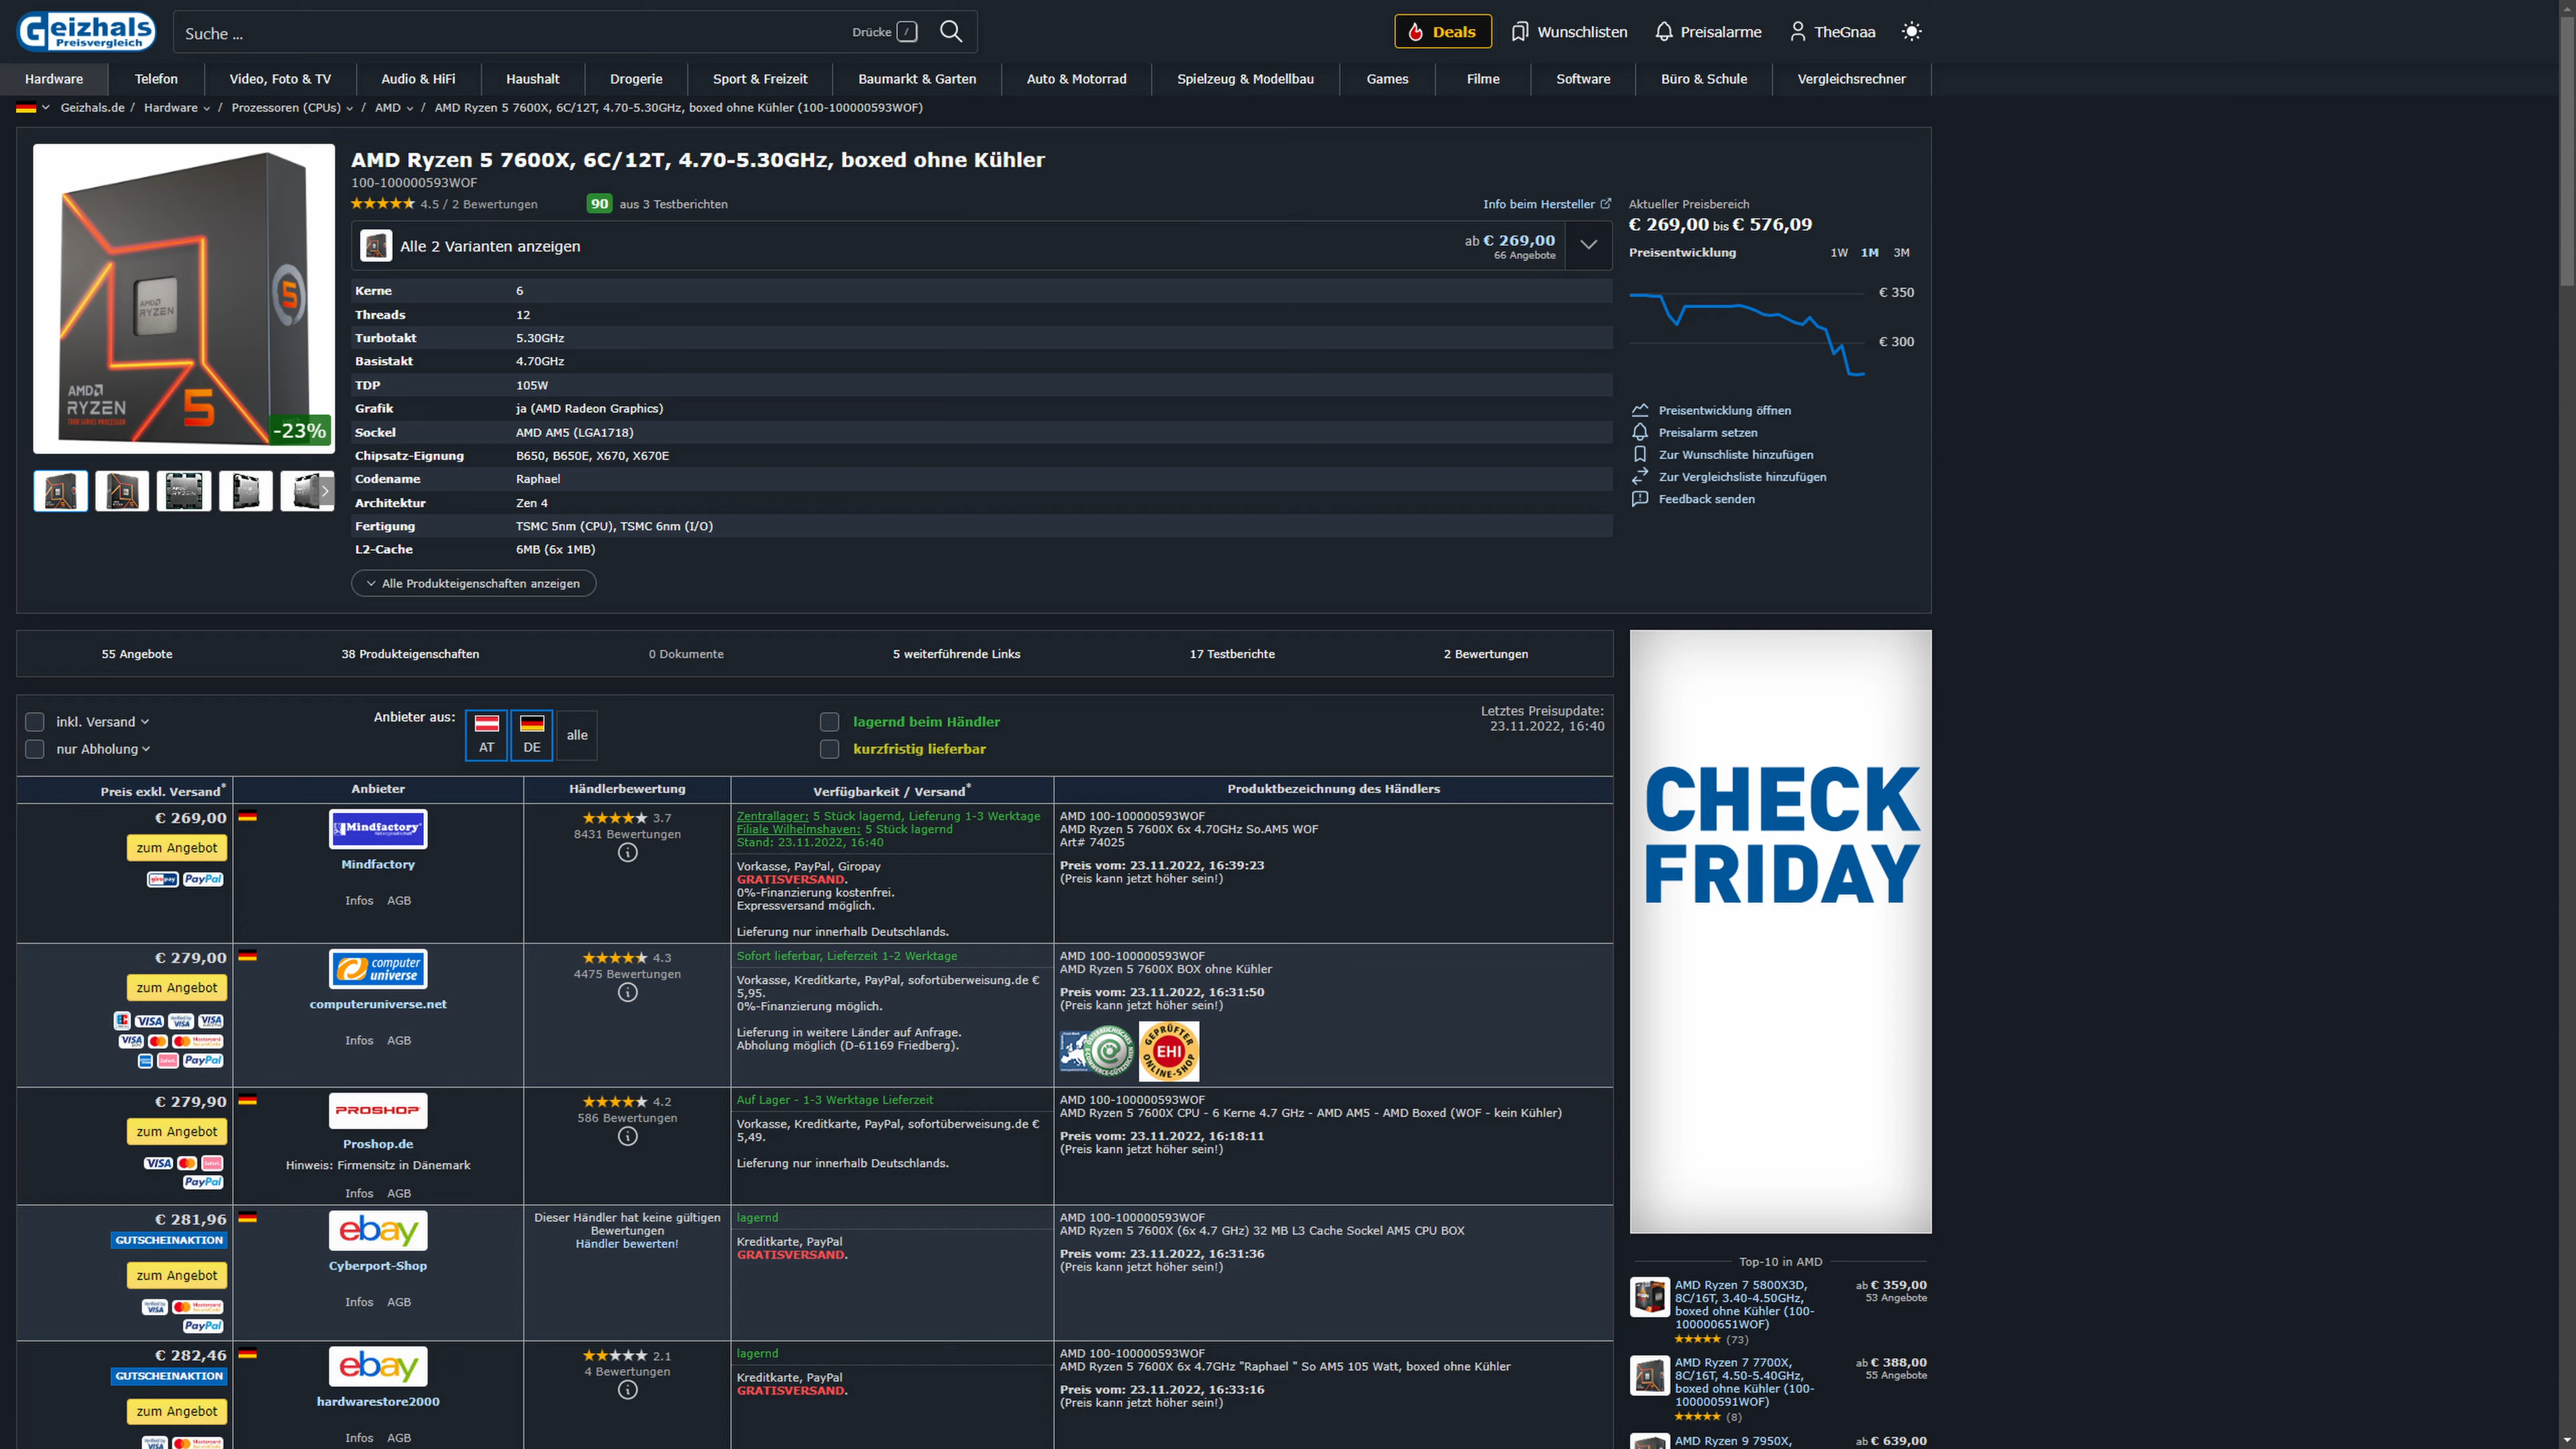 Geizhals
Preisvergleich
Suche ...
Drücke /
Deals
Wunschlisten
Preisalarme
TheGnaa
Hardware
Telefon
Video, Foto & TV
Audio & HiFi
Haushalt
Drogerie
Sport & Freizeit
Baumarkt & Garten
Auto & Motorrad
Spielzeug & Modellbau
Games
Filme
Software
Büro & Schule
Vergleichsrechner
Geizhals.de / Hardware / Prozessoren (CPUs) / AMD / AMD Ryzen 5 7600X, 6C/12T, 4.70-5.30GHz, boxed ohne Kühler (100-100000593WOF)
AMD
RYZEN
5
AMD
RYZEN
5
-23%
AMD Ryzen 5 7600X, 6C/12T, 4.70-5.30GHz, boxed ohne Kühler
100-100000593WOF
4.5 / 2 Bewertungen
90 aus 3 Testberichten
Info beim Hersteller
Alle 2 Varianten anzeigen
ab € 269,00
66 Angebote
Kerne 6
Threads 12
Turbotakt 5.30GHz
Basistakt 4.70GHz
TDP 105W
Grafik ja (AMD Radeon Graphics)
Sockel AMD AM5 (LGA1718)
Chipsatz-Eignung B650, B650E, X670, X670E
Codename Raphael
Architektur Zen 4
Fertigung TSMC 5nm (CPU), TSMC 6nm (I/O)
L2-Cache 6MB (6x 1MB)
Alle Produkteigenschaften anzeigen
Aktueller Preisbereich
€ 269,00 bis € 576,09
Preisentwicklung 1W 1M 3M
€ 350
€ 300
Preisentwicklung öffnen
Preisalarm setzen
Zur Wunschliste hinzufügen
Zur Vergleichsliste hinzufügen
Feedback senden
55 Angebote
38 Produkteigenschaften
0 Dokumente
5 weiterführende Links
17 Testberichte
2 Bewertungen
inkl. Versand
nur Abholung
Anbieter aus:
AT
DE
alle
lagernd beim Händler
kurzfristig lieferbar
Letztes Preisupdate:
23.11.2022, 16:40
Preis exkl. Versand*
Anbieter
Händlerbewertung
Verfügbarkeit / Versand*
Produktbezeichnung des Händlers
€ 269,00
zum Angebot
PayPal
Mindfactory
Mindfactory
Infos AGB
3.7
8431 Bewertungen
Zentrallager: 5 Stück lagernd, Lieferung 1-3 Werktage
Filiale Wilhelmshaven: 5 Stück lagernd
Stand: 23.11.2022, 16:40
Vorkasse, PayPal, Giropay
GRATISVERSAND.
0%-Finanzierung kostenfrei.
Expressversand möglich.
Lieferung nur innerhalb Deutschlands.
AMD 100-100000593WOF
AMD Ryzen 5 7600X 6x 4.70GHz So.AM5 WOF
Art# 74025
Preis vom: 23.11.2022, 16:39:23
(Preis kann jetzt höher sein!)
€ 279,00
zum Angebot
VISA
VISA
VISA
VISA
PayPal
computer
universe
computeruniverse.net
Infos AGB
4.3
4475 Bewertungen
Sofort lieferbar, Lieferzeit 1-2 Werktage
Vorkasse, Kreditkarte, PayPal, sofortüberweisung.de €
5,95.
0%-Finanzierung möglich.
Lieferung in weitere Länder auf Anfrage.
Abholung möglich (D-61169 Friedberg).
AMD 100-100000593WOF
AMD Ryzen 5 7600X BOX ohne Kühler
Preis vom: 23.11.2022, 16:31:50
(Preis kann jetzt höher sein!)
GEPRÜFTER
EHI
ONLINE-SHOP
€ 279,90
zum Angebot
VISA
PayPal
PROSHOP
Proshop.de
Hinweis: Firmensitz in Dänemark
Infos AGB
4.2
586 Bewertungen
Auf Lager - 1-3 Werktage Lieferzeit
Vorkasse, Kreditkarte, PayPal, sofortüberweisung.de €
5,49.
Lieferung nur innerhalb Deutschlands.
AMD 100-100000593WOF
AMD Ryzen 5 7600X CPU - 6 Kerne 4.7 GHz - AMD AM5 - AMD Boxed (WOF - kein Kühler)
Preis vom: 23.11.2022, 16:18:11
(Preis kann jetzt höher sein!)
€ 281,96
GUTSCHEINAKTION
zum Angebot
VISA
PayPal
ebay
Cyberport-Shop
Infos AGB
Dieser Händler hat keine gültigen
Bewertungen
Händler bewerten!
lagernd
Kreditkarte, PayPal
GRATISVERSAND.
AMD 100-100000593WOF
AMD Ryzen 5 7600X (6x 4.7 GHz) 32 MB L3 Cache Sockel AM5 CPU BOX
Preis vom: 23.11.2022, 16:31:36
(Preis kann jetzt höher sein!)
€ 282,46
GUTSCHEINAKTION
zum Angebot
ebay
hardwarestore2000
Infos AGB
2.1
4 Bewertungen
lagernd
Kreditkarte, PayPal
GRATISVERSAND.
AMD 100-100000593WOF
AMD Ryzen 5 7600X 6x 4.7GHz "Raphael " So AM5 105 Watt, boxed ohne Kühler
Preis vom: 23.11.2022, 16:33:16
(Preis kann jetzt höher sein!)
CHECK
FRIDAY
Top-10 in AMD
AMD Ryzen 7 5800X3D,
8C/16T, 3.40-4.50GHz,
boxed ohne Kühler (100-
100000651WOF)
(73)
ab € 359,00
53 Angebote
AMD Ryzen 7 7700X,
8C/16T, 4.50-5.40GHz,
boxed ohne Kühler (100-
100000591WOF)
(8)
ab € 388,00
55 Angebote
AMD Ryzen 9 7950X,
ab € 639,00